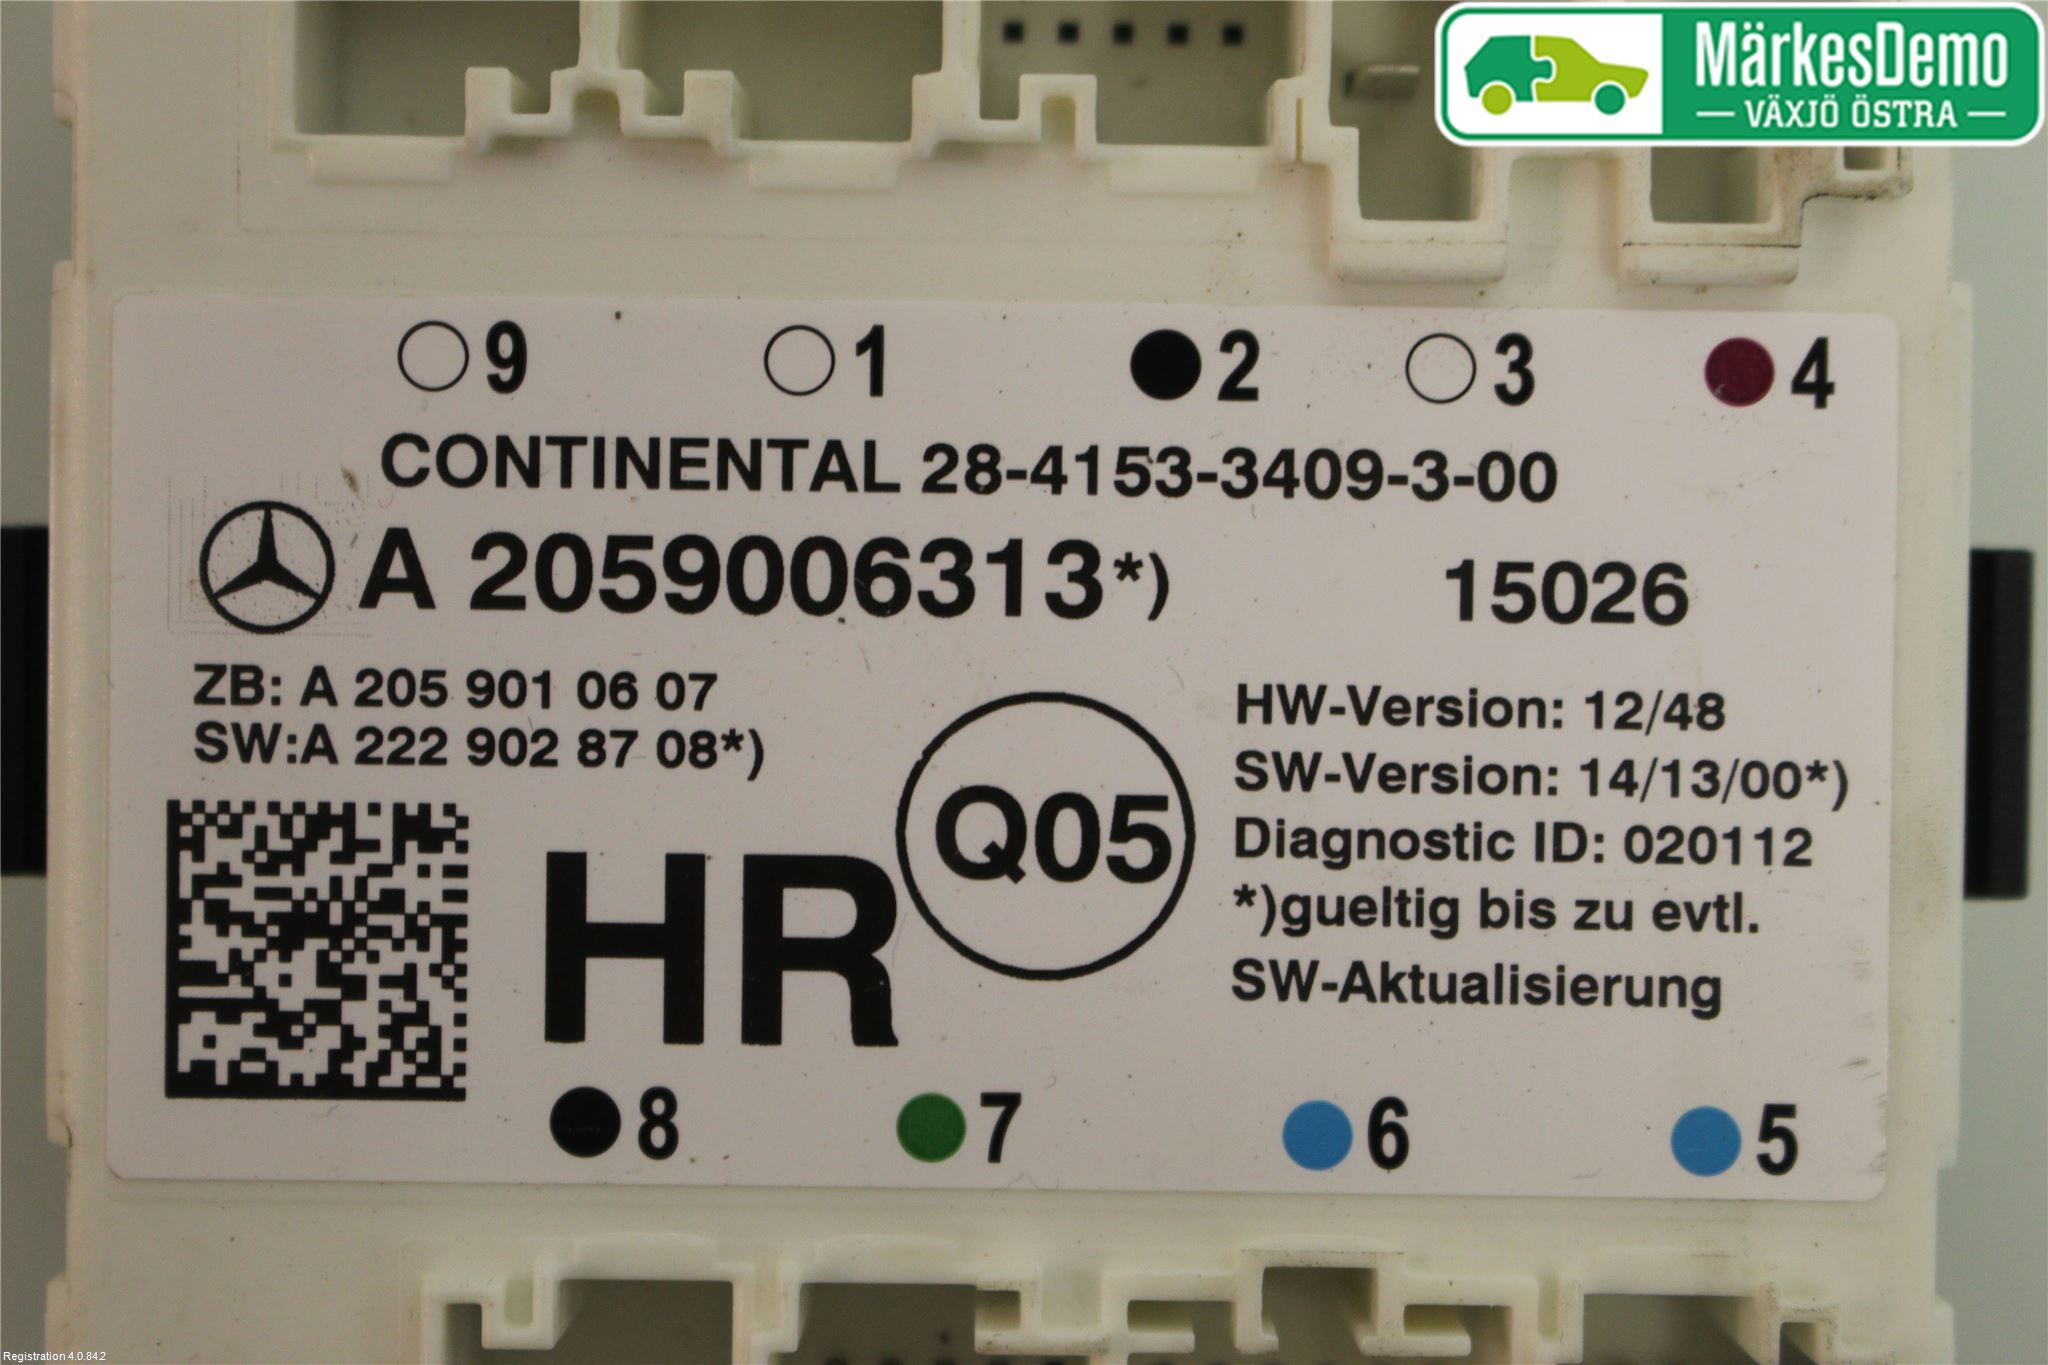 MärkesDemo
VÄXJÖ ÖSTRA
9 1 2 3 4
CONTINENTAL 28-4153-3409-3-00
A 2059006313*) 15026
ZB: A 205 901 06 07
SW:A 222 902 87 08*)
HW-Version: 12/48
SW-Version: 14/13/00*)
Diagnostic ID: 020112
*)gueltig bis zu evtl.
SW-Aktualisierung
Q05
HR
8 7 6 5
Registration 4.0.84.2